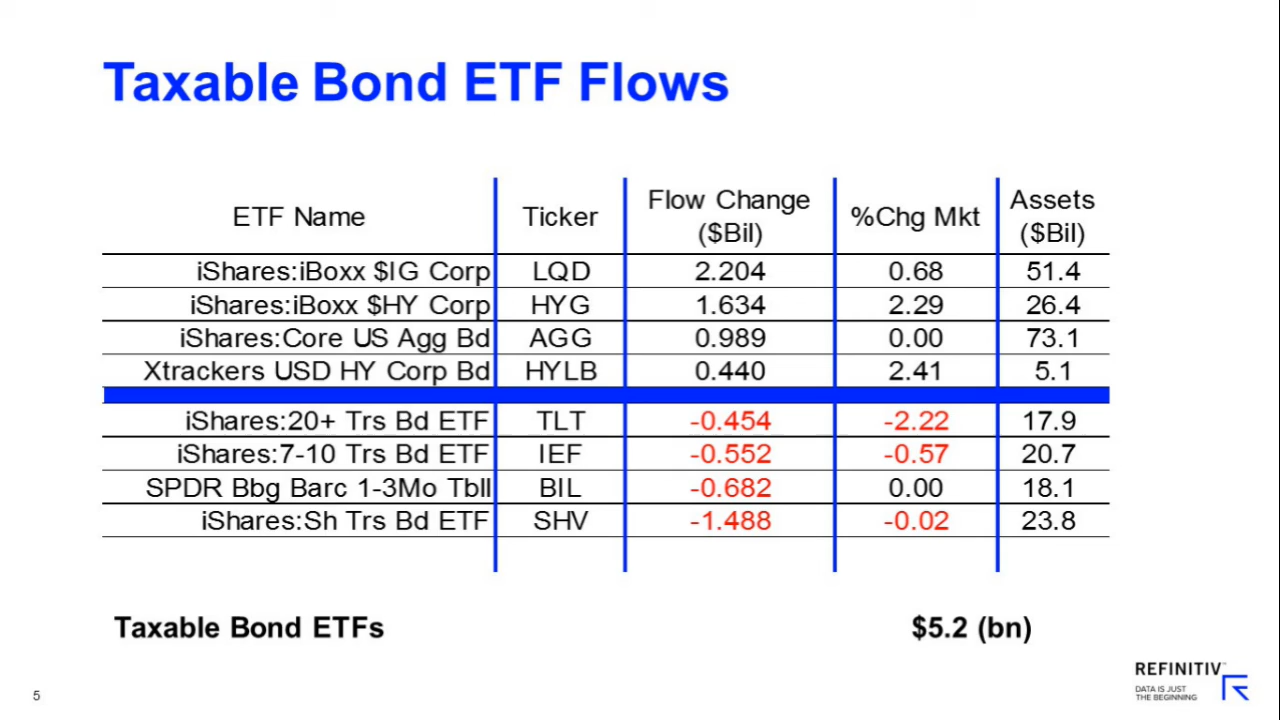 Taxable Bond ETF Flows
ETF Name Ticker Flow Change ($Bil) %Chg Mkt Assets ($Bil)
iShares:iBoxx $IG Corp LQD 2.204 0.68 51.4
iShares:iBoxx $HY Corp HYG 1.634 2.29 26.4
iShares:Core US Agg Bd AGG 0.989 0.00 73.1
Xtrackers USD HY Corp Bd HYLB 0.440 2.41 5.1
iShares:20+ Trs Bd ETF TLT -0.454 -2.22 17.9
iShares:7-10 Trs Bd ETF IEF -0.552 -0.57 20.7
SPDR Bbg Barc 1-3Mo Tbll BIL -0.682 0.00 18.1
iShares:Sh Trs Bd ETF SHV -1.488 -0.02 23.8
Taxable Bond ETFs $5.2 (bn)
5
REFINITIV
DATA IS JUST
THE BEGINNING